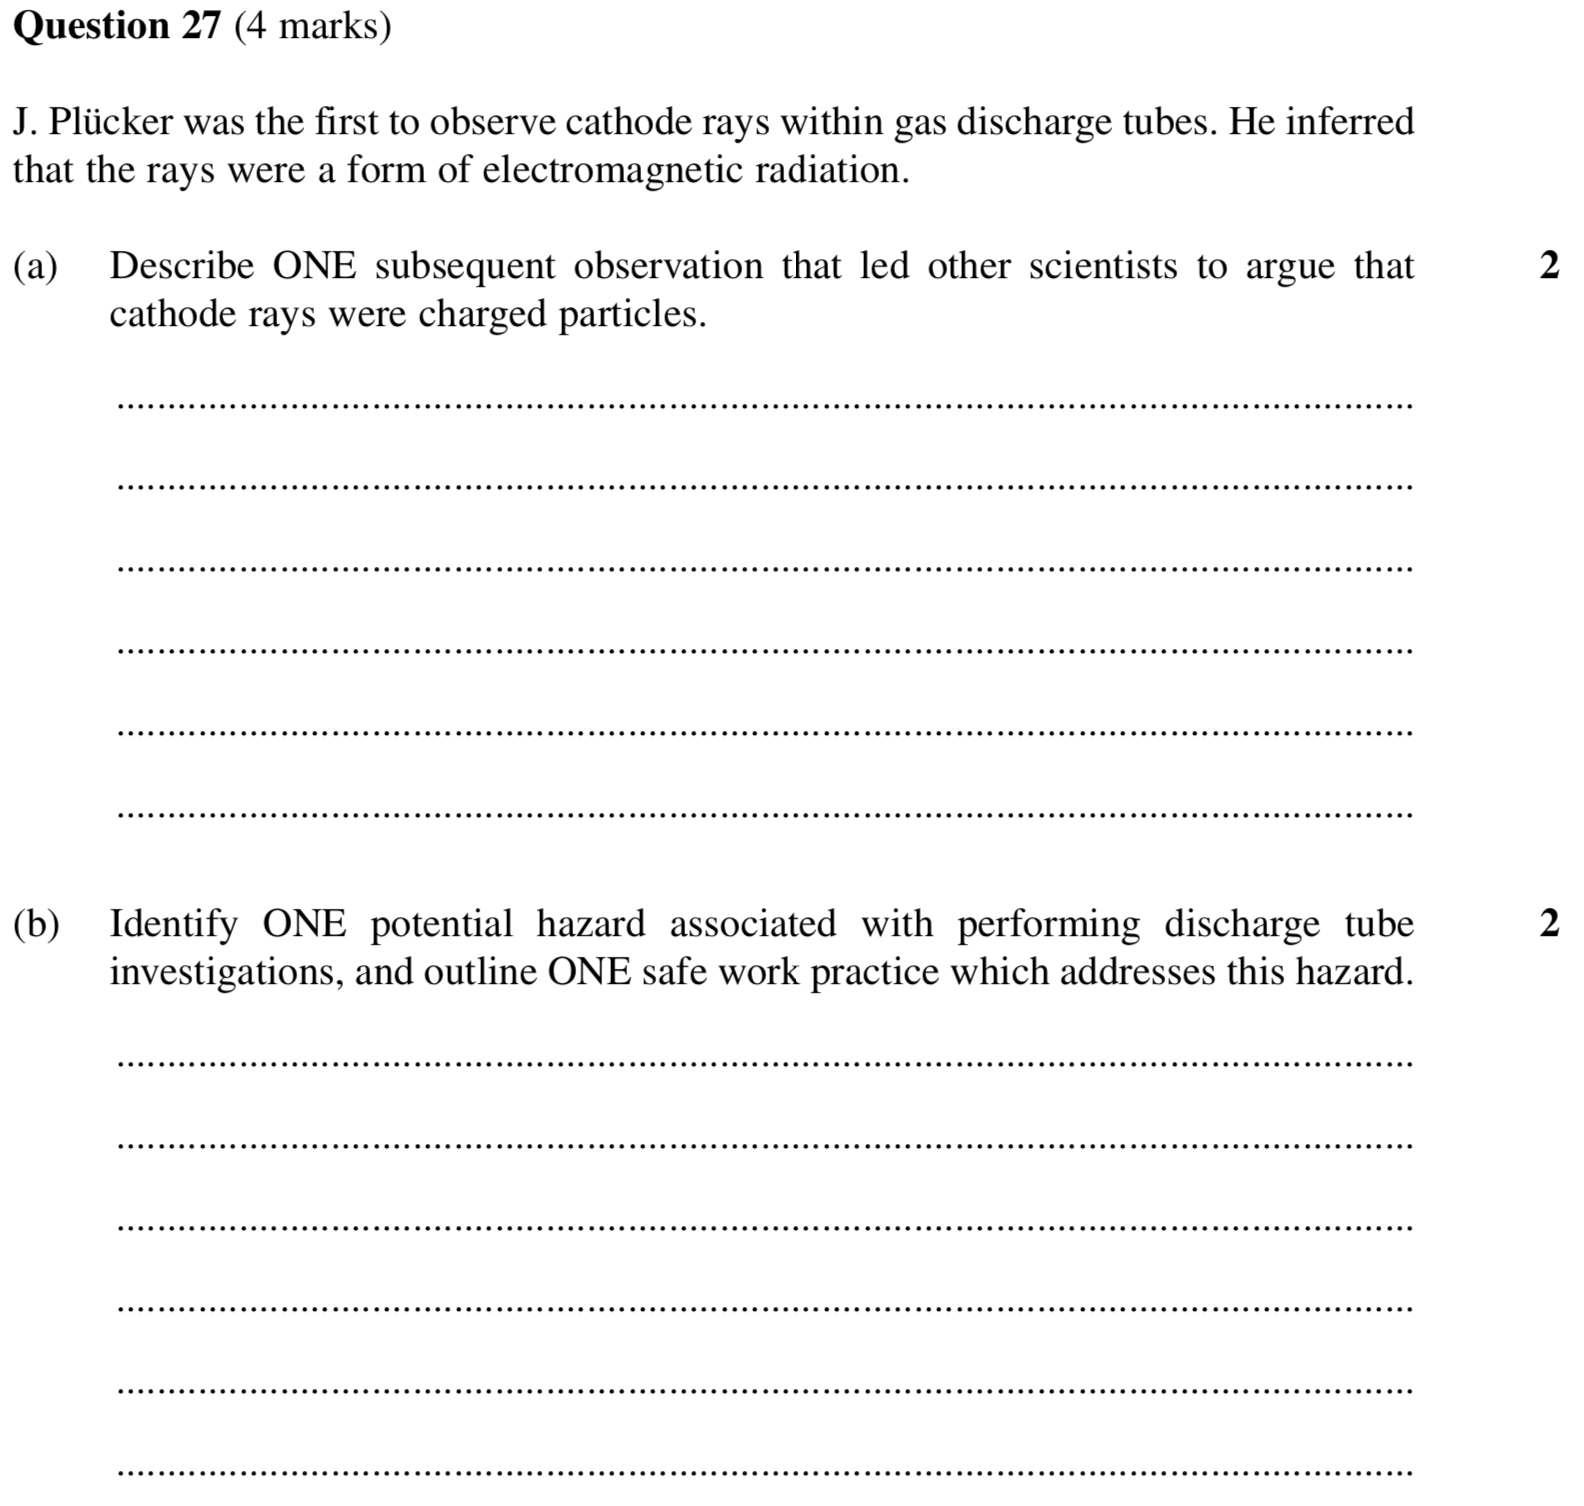 Question 27 (4 marks)
J. Plücker was the first to observe cathode rays within gas discharge tubes. He inferred
that the rays were a form of electromagnetic radiation.
(a) Describe ONE subsequent observation that led other scientists to argue that 2
cathode rays were charged particles.
(b) Identify ONE potential hazard associated with performing discharge tube 2
investigations, and outline ONE safe work practice which addresses this hazard.